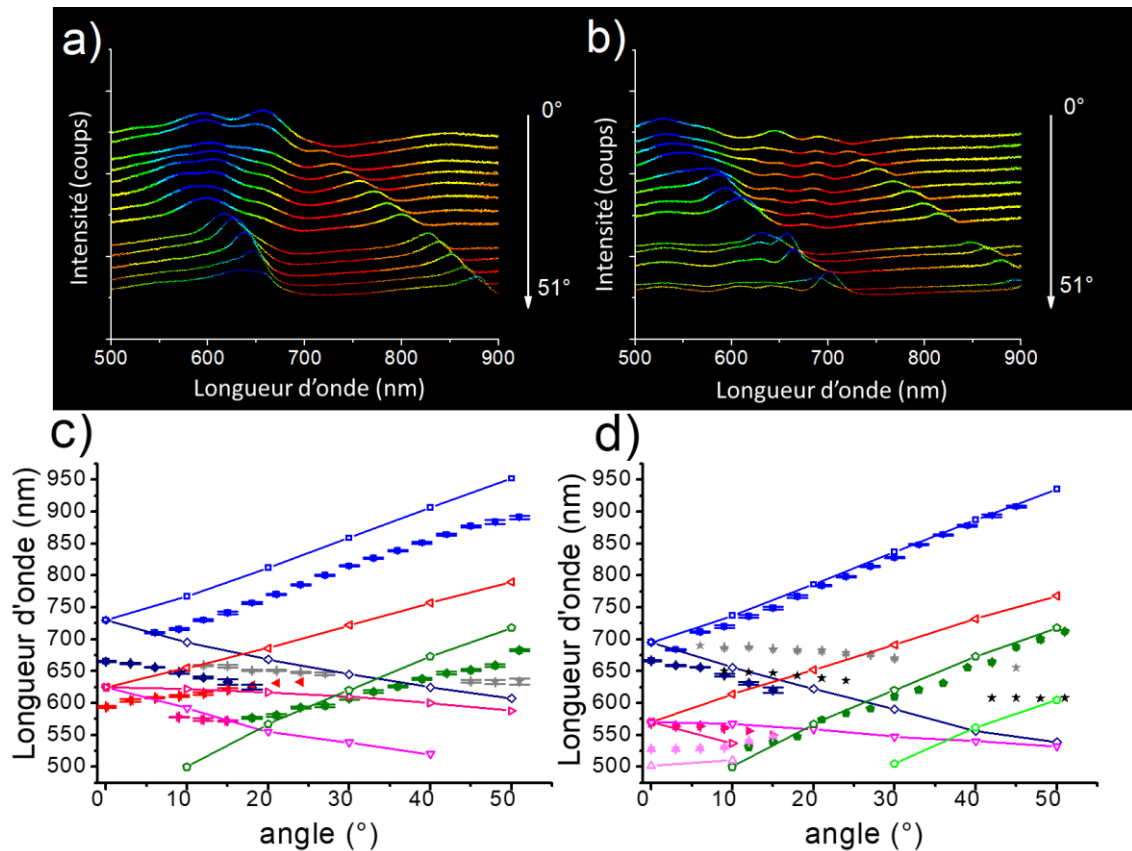 a)
0°
51°
Intensité (coups)
500 600 700 800 900
Longueur d'onde (nm)
b)
0°
51°
Intensité (coups)
500 600 700 800 900
Longueur d'onde (nm)
c)
950
900
850
800
750
700
650
600
550
500
Longueur d'onde (nm)
0 10 20 30 40 50
angle (°)
d)
950
900
850
800
750
700
650
600
550
500
Longueur d'onde (nm)
0 10 20 30 40 50
angle (°)